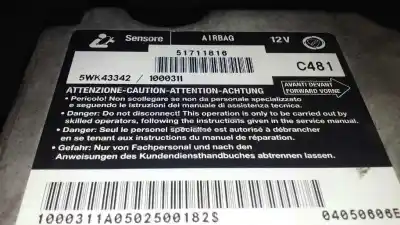 Sensore AIRBAG 12V
51711816
5WK43342 / 1000311 C481
ATTENZIONE-CAUTION-ATTENTION-ACHTUNG
AVANTI DEVANT
FORWARD VORNE
• Pericolo! Non scollegare se non da personale specializzato
e seguendo le istruzioni del manuale di assistenza tecnica.
• Danger: Do not disconnect! This operation is only to be carried out by
skilled operators, following the instructions given in the service manual.
• Danger: Seul le personel spécialisé est autorisé à débrancher
en se tenant aux instructions du manuel de réparation.
• Gefahr: Nur von Fachpersonal und nach den
Anweisungen des Kundendiensthandbuches abtrennen lassen.
1000311A0502500182S 04050606E